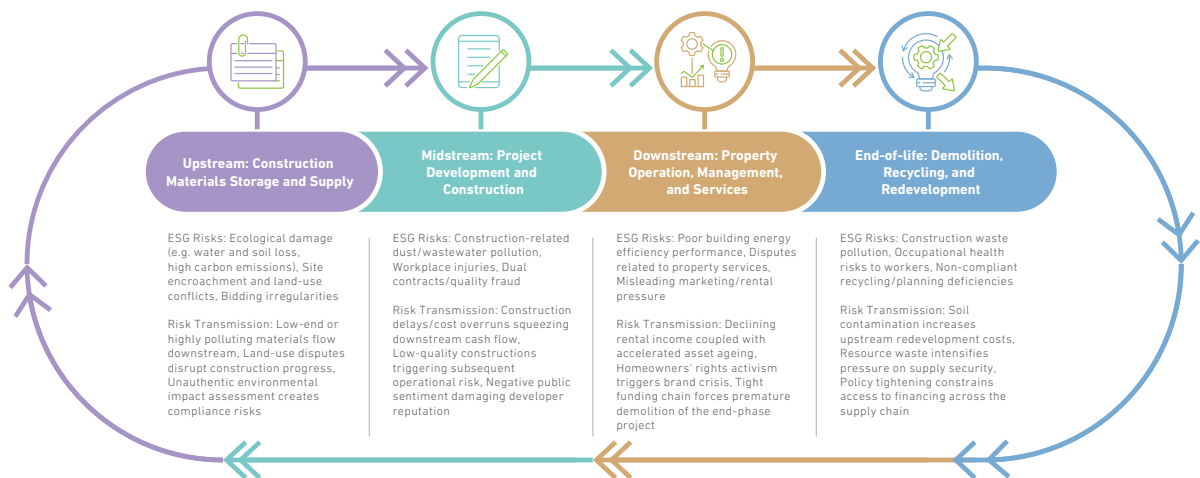 Upstream: Construction
Materials Storage and Supply
Midstream: Project
Development and
Construction
Downstream: Property
Operation, Management,
and Services
End-of-life: Demolition,
Recycling, and
Redevelopment
ESG Risks: Ecological damage
(e.g. water and soil loss,
high carbon emissions), Site
encroachment and land-use
conflicts, Bidding irregularities
Risk Transmission: Low-end or
highly polluting materials flow
downstream, Land-use disputes
disrupt construction progress,
Unauthentic environmental
impact assessment creates
compliance risks
ESG Risks: Construction-related
dust/wastewater pollution,
Workplace injuries, Dual
contracts/quality fraud
Risk Transmission: Construction
delays/cost overruns squeezing
downstream cash flow,
Low-quality constructions
triggering subsequent
operational risk, Negative public
sentiment damaging developer
reputation
ESG Risks: Poor building energy
efficiency performance, Disputes
related to property services,
Misleading marketing/rental
pressure
Risk Transmission: Declining
rental income coupled with
accelerated asset ageing,
Homeowners' rights activism
triggers brand crisis, Tight
funding chain forces premature
demolition of the end-phase
project
ESG Risks: Construction waste
pollution, Occupational health
risks to workers, Non-compliant
recycling/planning deficiencies
Risk Transmission: Soil
contamination increases
upstream redevelopment costs,
Resource waste intensifies
pressure on supply security,
Policy tightening constrains
access to financing across the
supply chain